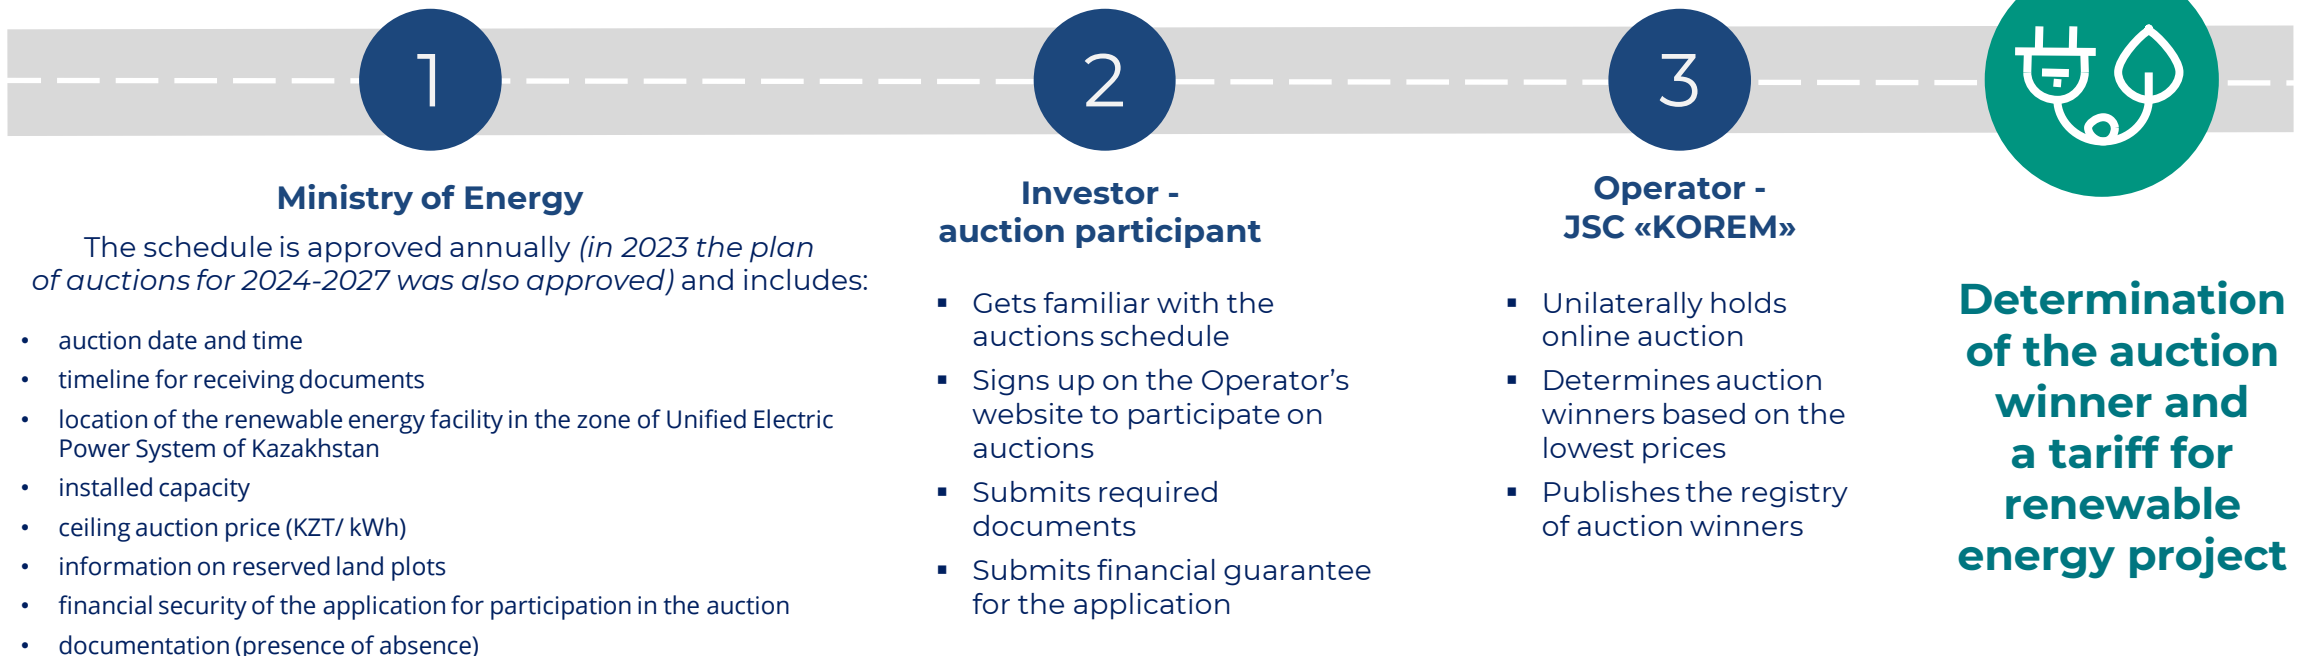 1
Ministry of Energy
The schedule is approved annually (in 2023 the plan
of auctions for 2024-2027 was also approved) and includes:
• auction date and time
• timeline for receiving documents
• location of the renewable energy facility in the zone of Unified Electric
Power System of Kazakhstan
• installed capacity
• ceiling auction price (KZT/ kWh)
• information on reserved land plots
• financial security of the application for participation in the auction
• documentation (presence of absence)
2
Investor -
auction participant
▪ Gets familiar with the
auctions schedule
▪ Signs up on the Operator’s
website to participate on
auctions
▪ Submits required
documents
▪ Submits financial guarantee
for the application
3
Operator -
JSC «KOREM»
▪ Unilaterally holds
online auction
▪ Determines auction
winners based on the
lowest prices
▪ Publishes the registry
of auction winners
Determination
of the auction
winner and
a tariff for
renewable
energy project